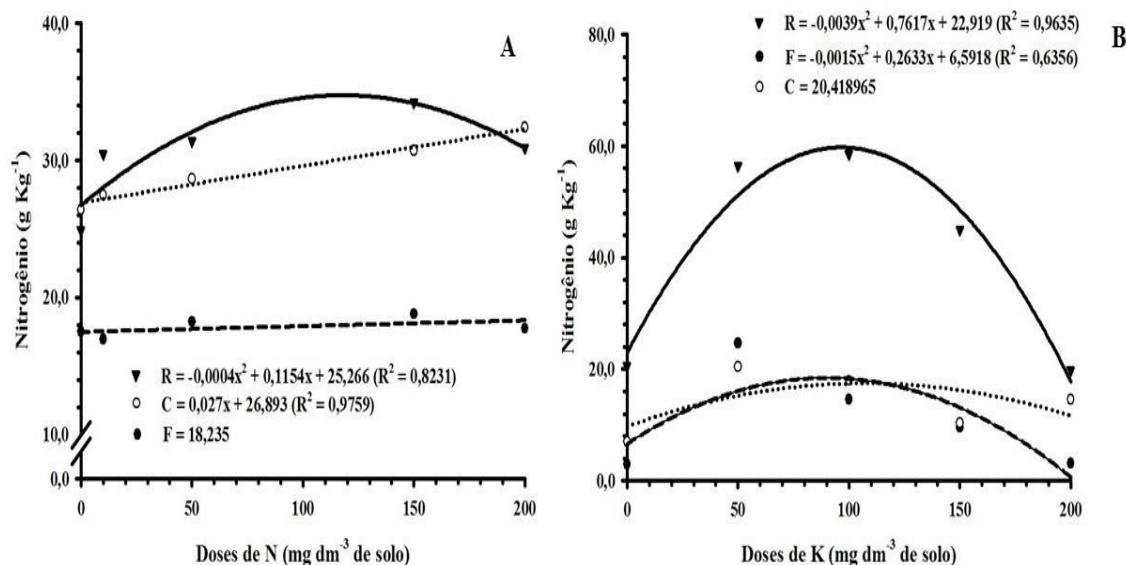 A
Nitrogênio (g Kg⁻¹)
40,0
30,0
20,0
10,0
0,0
▼ R = -0,0004x² + 0,1154x + 25,266 (R² = 0,8231)
○ C = 0,027x + 26,893 (R² = 0,9759)
● F = 18,235
0 50 100 150 200
Doses de N (mg dm⁻³ de solo)
B
▼ R = -0,0039x² + 0,7617x + 22,919 (R² = 0,9635)
● F = -0,0015x² + 0,2633x + 6,5918 (R² = 0,6356)
○ C = 20,418965
Nitrogênio (g Kg⁻¹)
80,0
60,0
40,0
20,0
0,0
0 50 100 150 200
Doses de K (mg dm⁻³ de solo)